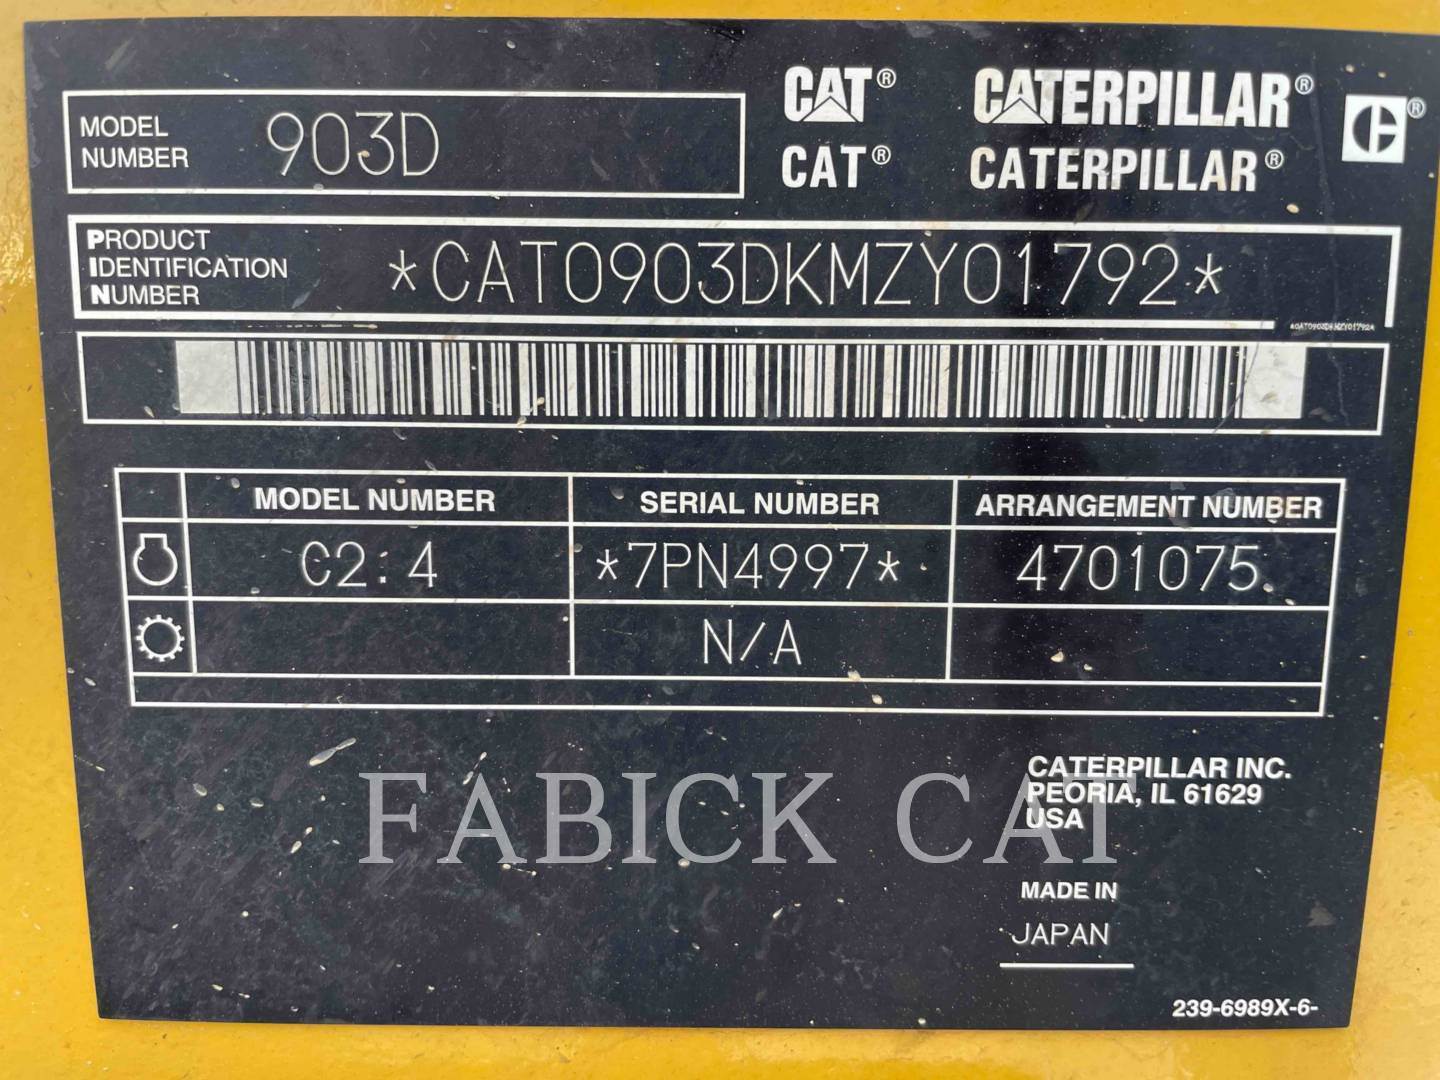 CAT® CATERPILLAR®
CAT® CATERPILLAR®
MODEL NUMBER 903D
PRODUCT IDENTIFICATION NUMBER *CAT0903DKMZY01792*
*CAT0903DKMZY01792*
MODEL NUMBER SERIAL NUMBER ARRANGEMENT NUMBER
C2.4 *7PN4997* 4701075
N/A
CATERPILLAR INC.
PEORIA, IL 61629
USA
FABICK CAT
MADE IN
JAPAN
239-6989X-6-